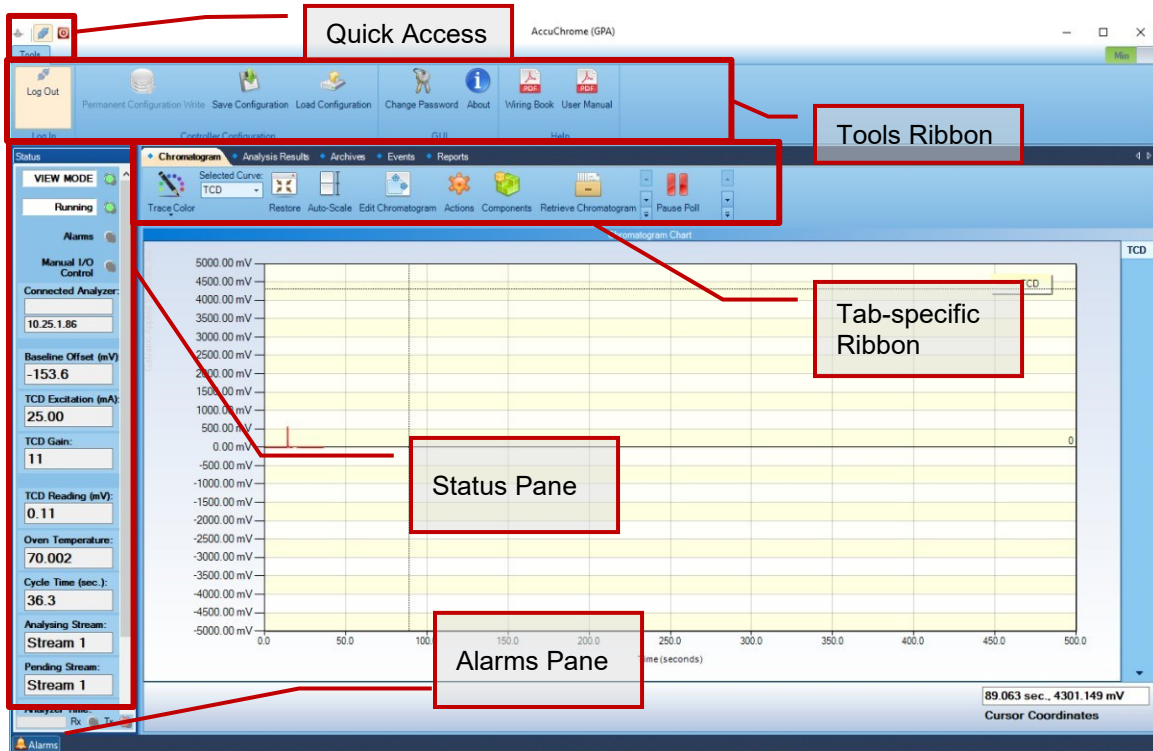 Quick Access
AccuChrome (GPA)
Tools
Min
Log Out
Permanent Configuration Write
Save Configuration
Load Configuration
Change Password
About
Wiring Book
User Manual
Log In
Controller Configuration
GUI
Help
Tools Ribbon
Status
Chromatogram
Analysis Results
Archives
Events
Reports
VIEW MODE
Running
Alarms
Manual I/O
Control
Connected Analyzer:
10.25.1.86
Baseline Offset (mV)
-153.6
TCD Excitation (mA):
25.00
TCD Gain:
11
TCD Reading (mV):
0.11
Oven Temperature:
70.002
Cycle Time (sec.):
36.3
Analysing Stream:
Stream 1
Pending Stream:
Stream 1
Analyzer Time:
Rx
Tx
Alarms
Trace Color
Selected Curve:
TCD
Restore
Auto-Scale
Edit Chromatogram
Actions
Components
Retrieve Chromatogram
Pause Poll
Chromatogram Chart
TCD
TCD
Tab-specific
Ribbon
5000.00 mV
4500.00 mV
4000.00 mV
3500.00 mV
3000.00 mV
2500.00 mV
2000.00 mV
1500.00 mV
1000.00 mV
500.00 mV
0.00 mV
-500.00 mV
-1000.00 mV
-1500.00 mV
-2000.00 mV
-2500.00 mV
-3000.00 mV
-3500.00 mV
-4000.00 mV
-4500.00 mV
-5000.00 mV
0
Status Pane
0.0
50.0
100.0
150.0
200.0
250.0
300.0
350.0
400.0
450.0
500.0
Time (seconds)
Alarms Pane
89.063 sec., 4301.149 mV
Cursor Coordinates